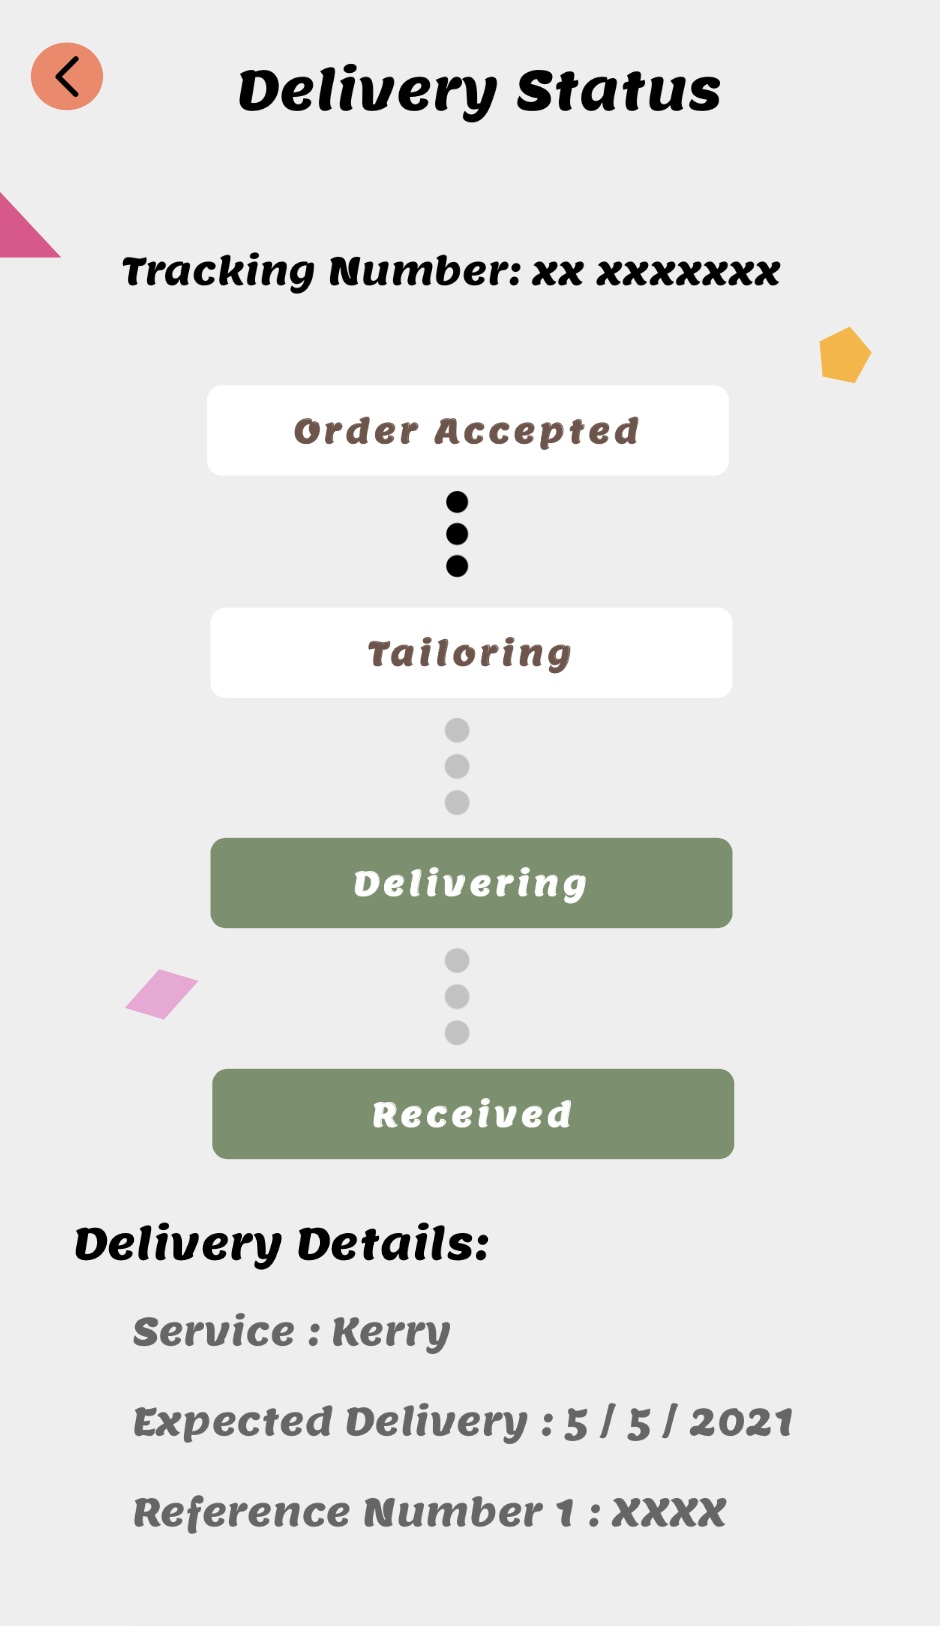 Delivery Status
Tracking Number: xx xxxxxxx
Order Accepted
Tailoring
Delivering
Received
Delivery Details:
Service : Kerry
Expected Delivery : 5 / 5 / 2021
Reference Number 1 : XXXX